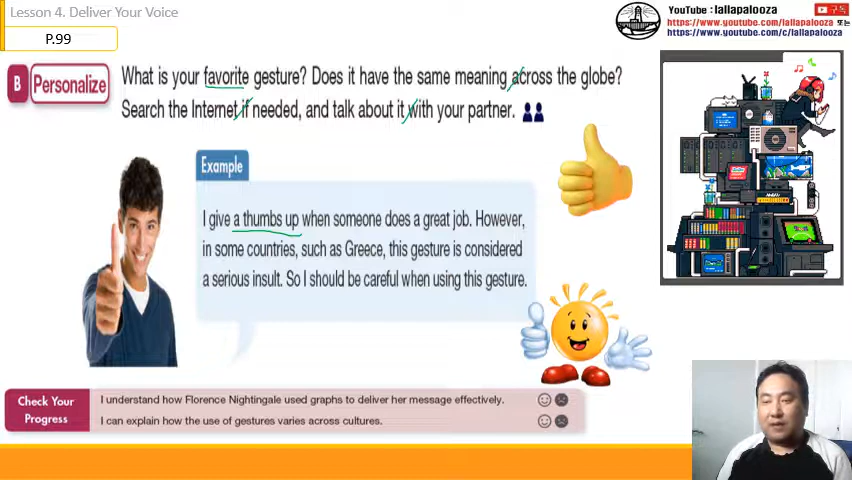 Lesson 4. Deliver Your Voice
P.99
YouTube : lallapalooza
구독
https://www.youtube.com/lallapalooza 또는
https://www.youtube.com/c/lallapalooza
B Personalize
What is your favorite gesture? Does it have the same meaning across the globe?
Search the Internet if needed, and talk about it with your partner.
Example
I give a thumbs up when someone does a great job. However,
in some countries, such as Greece, this gesture is considered
a serious insult. So I should be careful when using this gesture.
Check Your
Progress
I understand how Florence Nightingale used graphs to deliver her message effectively.
I can explain how the use of gestures varies across cultures.